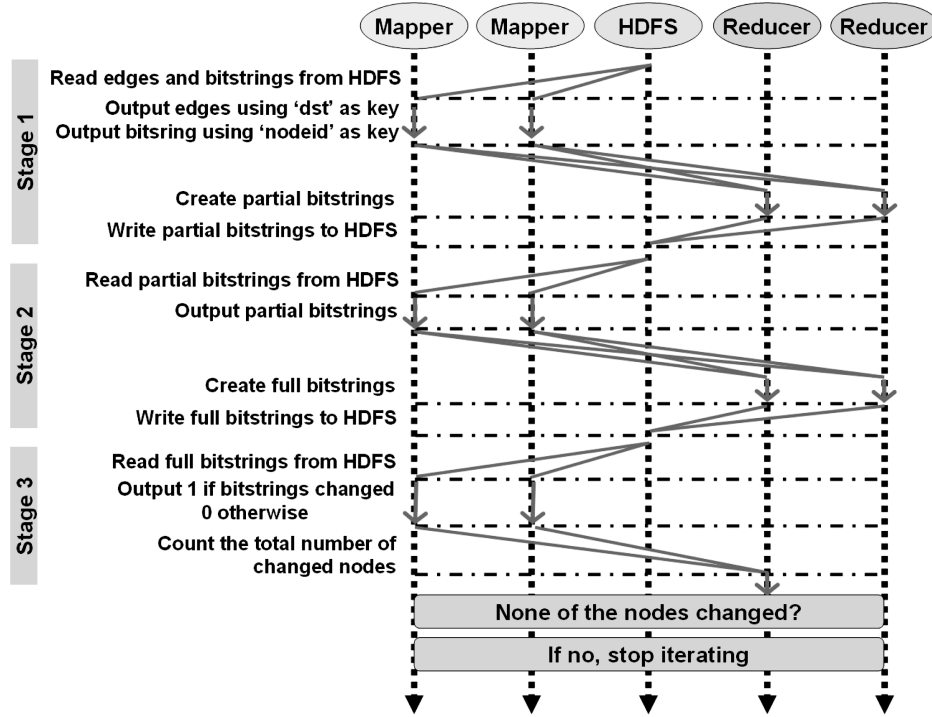 Mapper
Mapper
HDFS
Reducer
Reducer
Stage 1
Read edges and bitstrings from HDFS
Output edges using ‘dst’ as key
Output bitsring using ‘nodeid’ as key
Create partial bitstrings
Write partial bitstrings to HDFS
Stage 2
Read partial bitstrings from HDFS
Output partial bitstrings
Create full bitstrings
Write full bitstrings to HDFS
Stage 3
Read full bitstrings from HDFS
Output 1 if bitstrings changed
0 otherwise
Count the total number of
changed nodes
None of the nodes changed?
If no, stop iterating